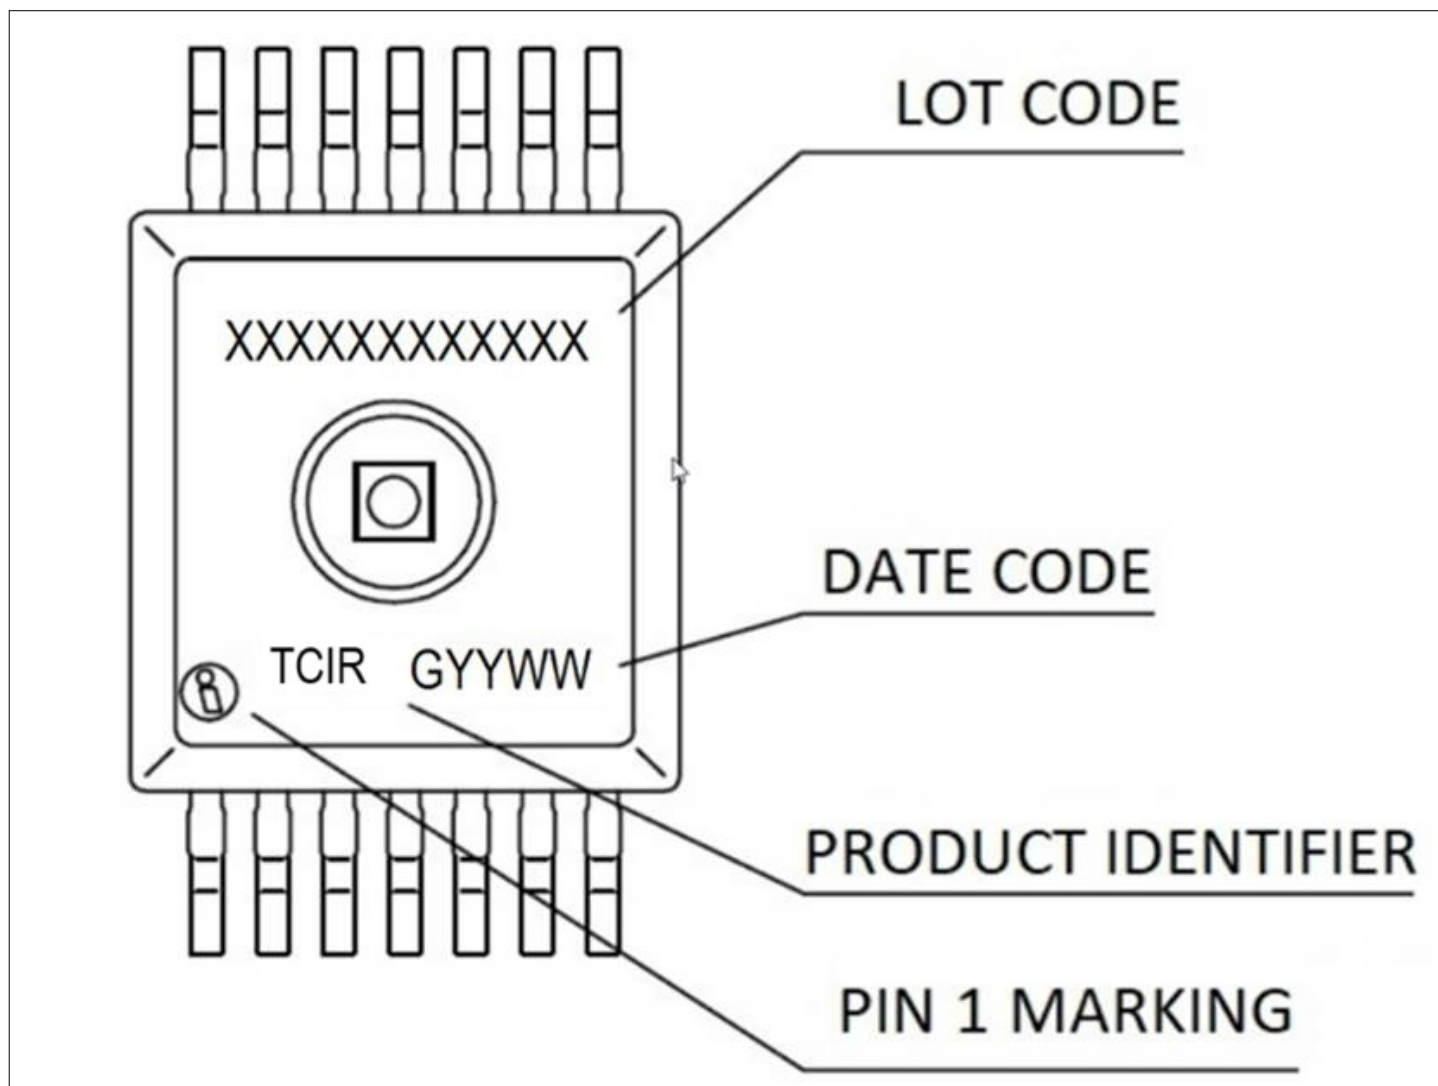 LOT CODE
XXXXXXXXXXXX
DATE CODE
TCIR GYYWW
PRODUCT IDENTIFIER
PIN 1 MARKING